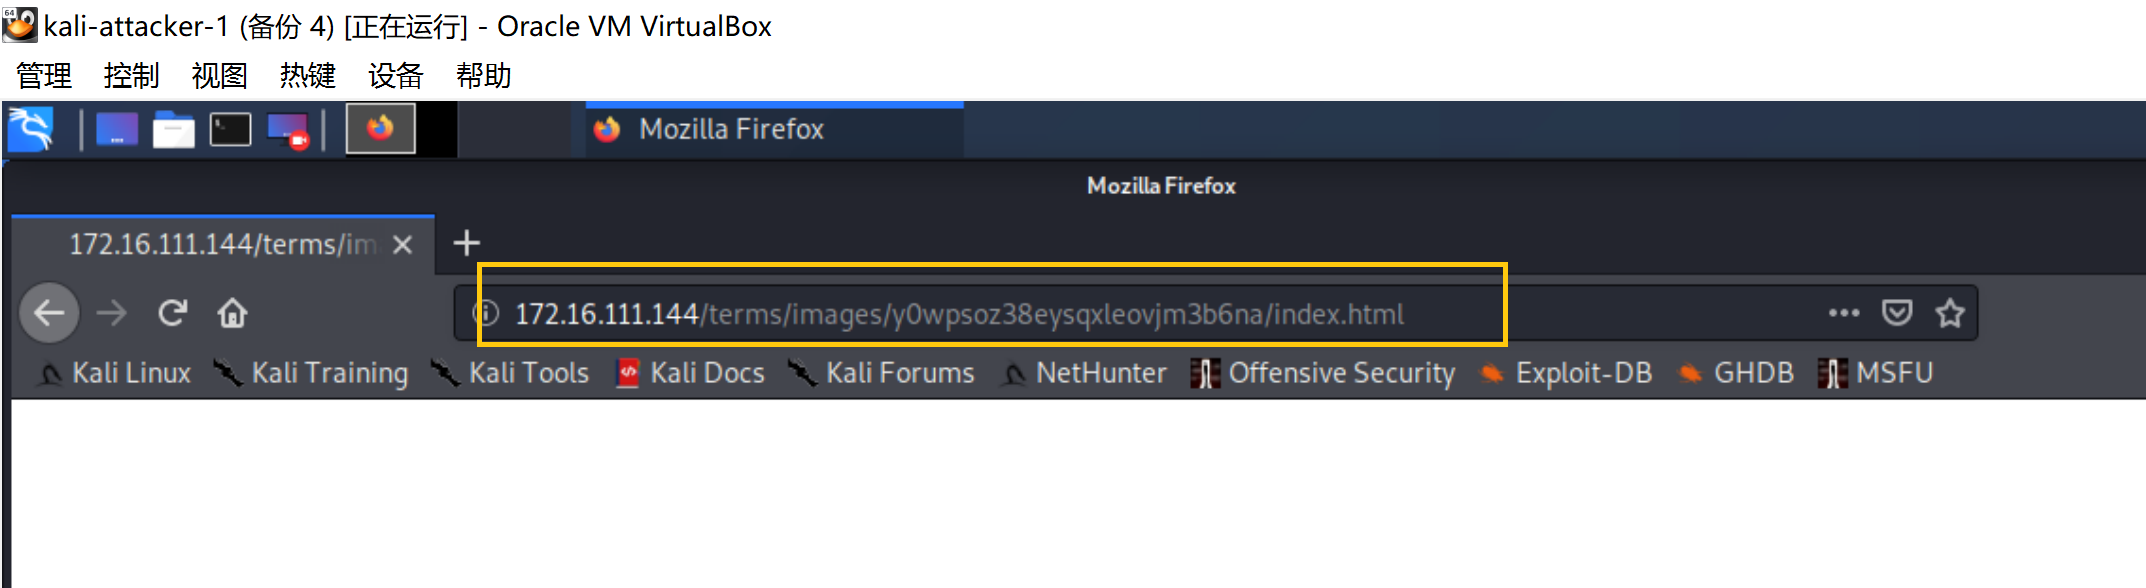 64
kali-attacker-1 (备份 4) [正在运行] - Oracle VM VirtualBox
管理 控制 视图 热键 设备 帮助
Mozilla Firefox
Mozilla Firefox
172.16.111.144/terms/im
172.16.111.144/terms/images/y0wpsoz38eysqxleovjm3b6na/index.html
Kali Linux Kali Training Kali Tools Kali Docs Kali Forums NetHunter Offensive Security Exploit-DB GHDB MSFU